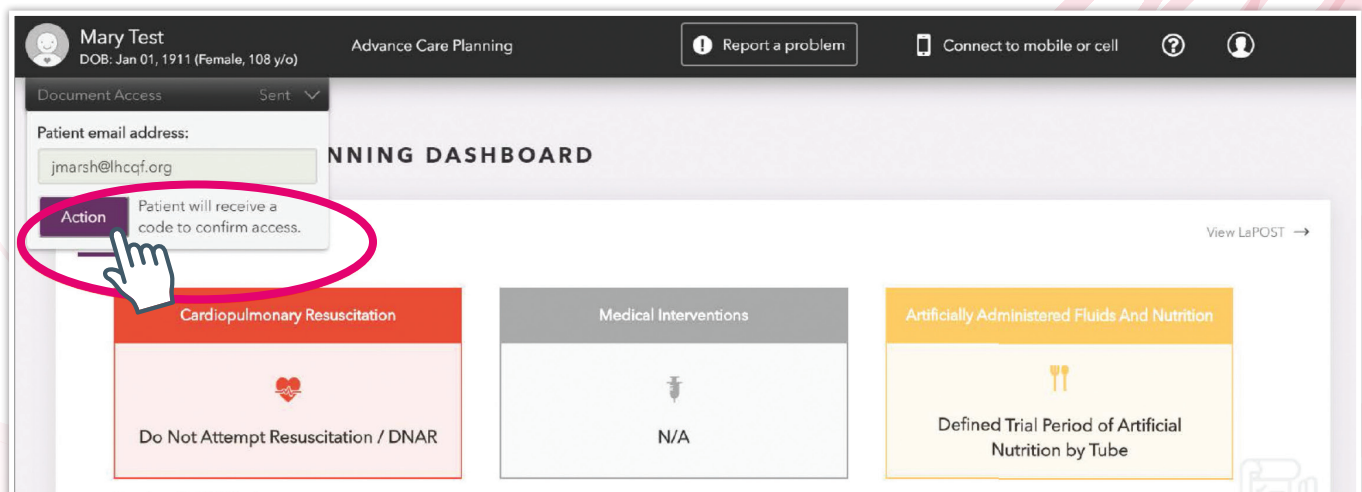 Mary Test
DOB: Jan 01, 1911 (Female, 108 y/o)
Advance Care Planning
Report a problem
Connect to mobile or cell
Document Access
Sent
Patient email address:
jmarsh@lhcqf.org
NNING DASHBOARD
Action
Patient will receive a
code to confirm access.
View LaPOST →
Cardiopulmonary Resuscitation
Do Not Attempt Resuscitation / DNAR
Medical Interventions
N/A
Artificially Administered Fluids And Nutrition
Defined Trial Period of Artificial
Nutrition by Tube